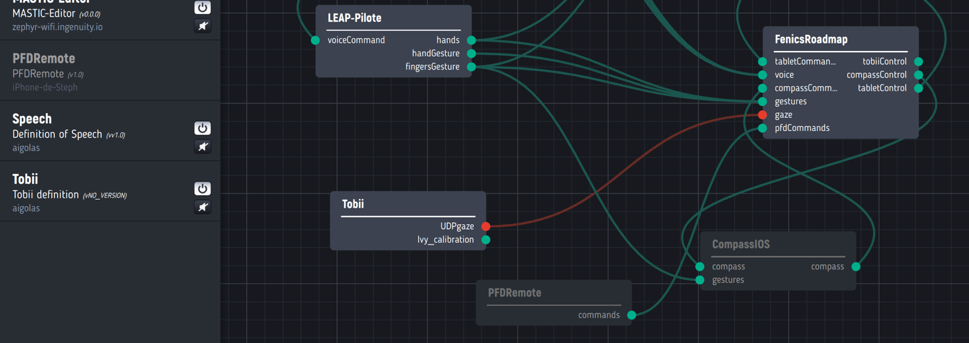 MASTIC-Editor
MASTIC-Editor (v0.0.0)
zephyr-wifi.ingenuity.io
PFDRemote
PFDRemote (v1.0)
iPhone-de-Steph
Speech
Definition of Speech (vv1.0)
aigolas
Tobii
Tobii definition (vNO_VERSION)
aigolas
LEAP-Pilote
voiceCommand hands
handGesture
fingersGesture
FenicsRoadmap
tabletComman... tobiiControl
voice compassControl
compassComm... tabletControl
gestures
gaze
pfdCommands
Tobii
UDPgaze
Ivy_calibration
CompassIOS
compass compass
gestures
PFDRemote
commands